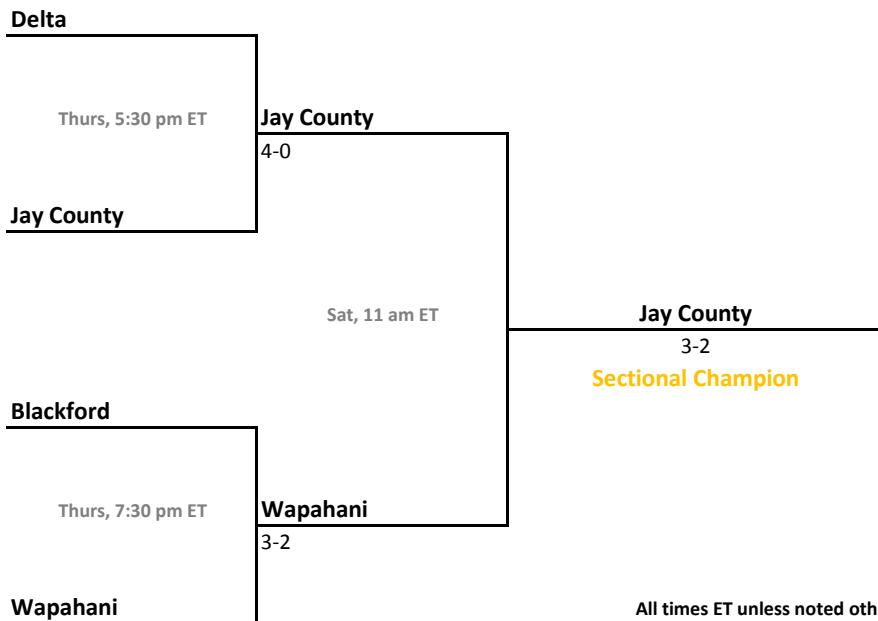 Delta
Thurs, 5:30 pm ET
Jay County
4-0
Jay County
Sat, 11 am ET
Jay County
3-2
Sectional Champion
Blackford
Thurs, 7:30 pm ET
Wapahani
3-2
Wapahani
All times ET unless noted oth